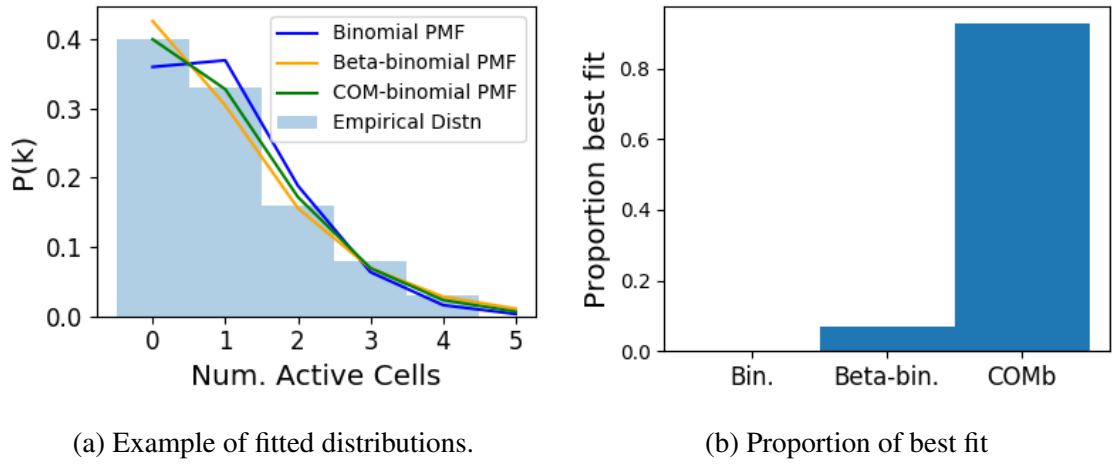 Binomial PMF
Beta-binomial PMF
COM-binomial PMF
Empirical Distn
P(k)
0.4
0.3
0.2
0.1
0.0
0 1 2 3 4 5
Num. Active Cells
(a) Example of fitted distributions.
Proportion best fit
0.8
0.6
0.4
0.2
0.0
Bin. Beta-bin. COMb
(b) Proportion of best fit